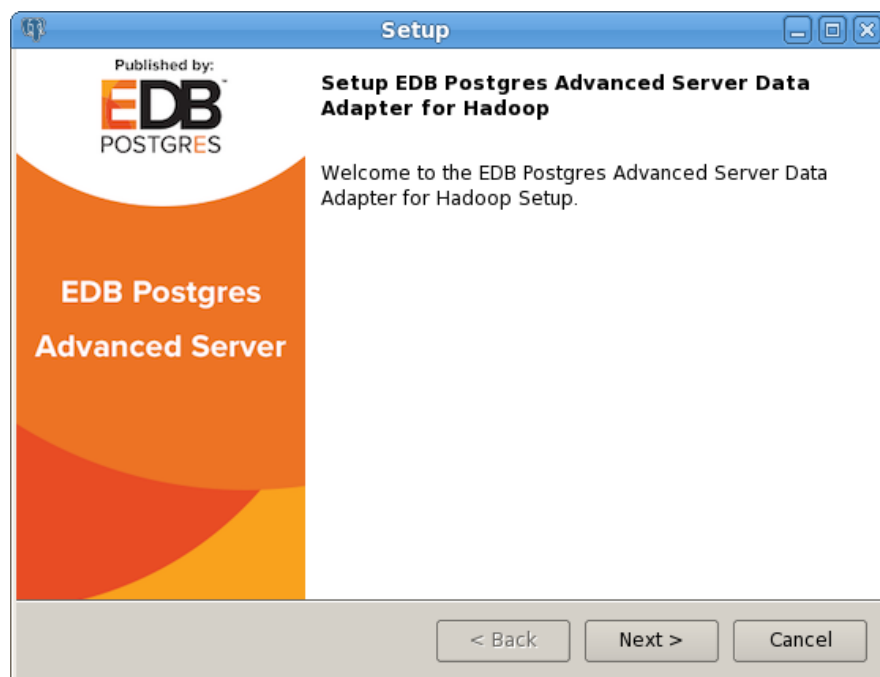 Setup
Published by:
EDB™
POSTGRES
EDB Postgres
Advanced Server
Setup EDB Postgres Advanced Server Data
Adapter for Hadoop
Welcome to the EDB Postgres Advanced Server Data
Adapter for Hadoop Setup.
< Back
Next >
Cancel